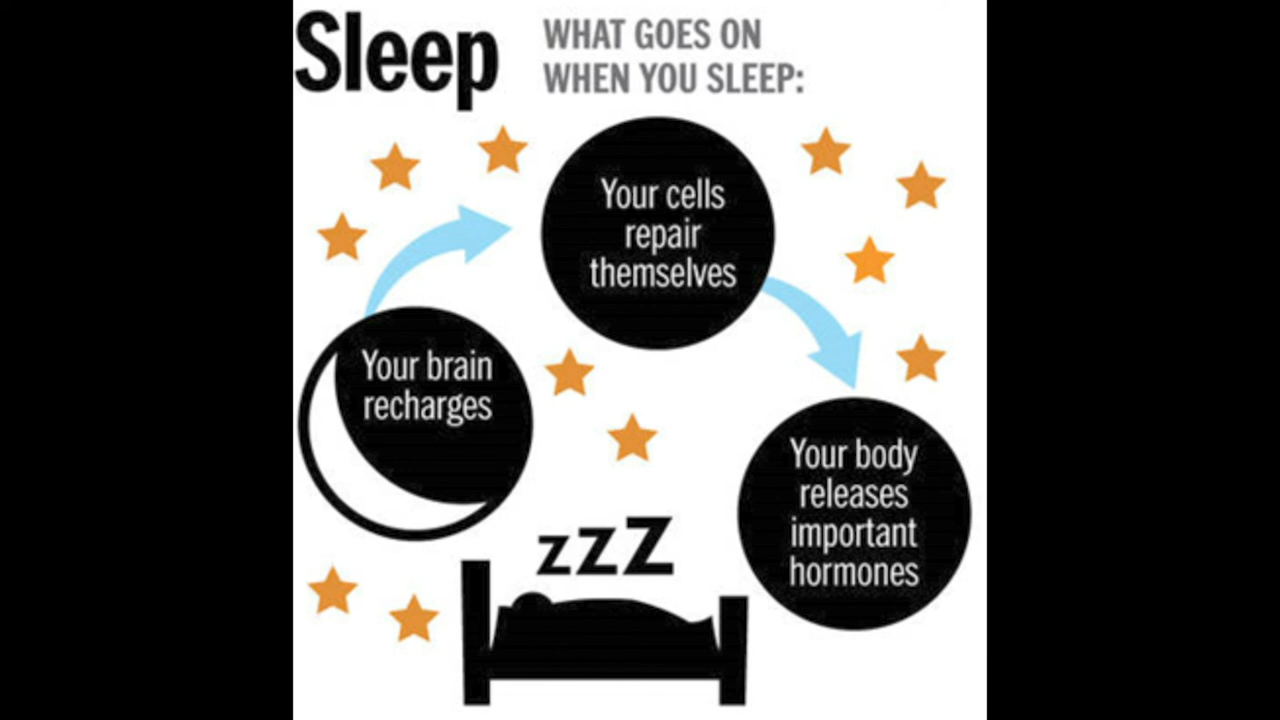 Sleep
WHAT GOES ON
WHEN YOU SLEEP:
Your brain
recharges
Your cells
repair
themselves
Your body
releases
important
hormones
zzZ